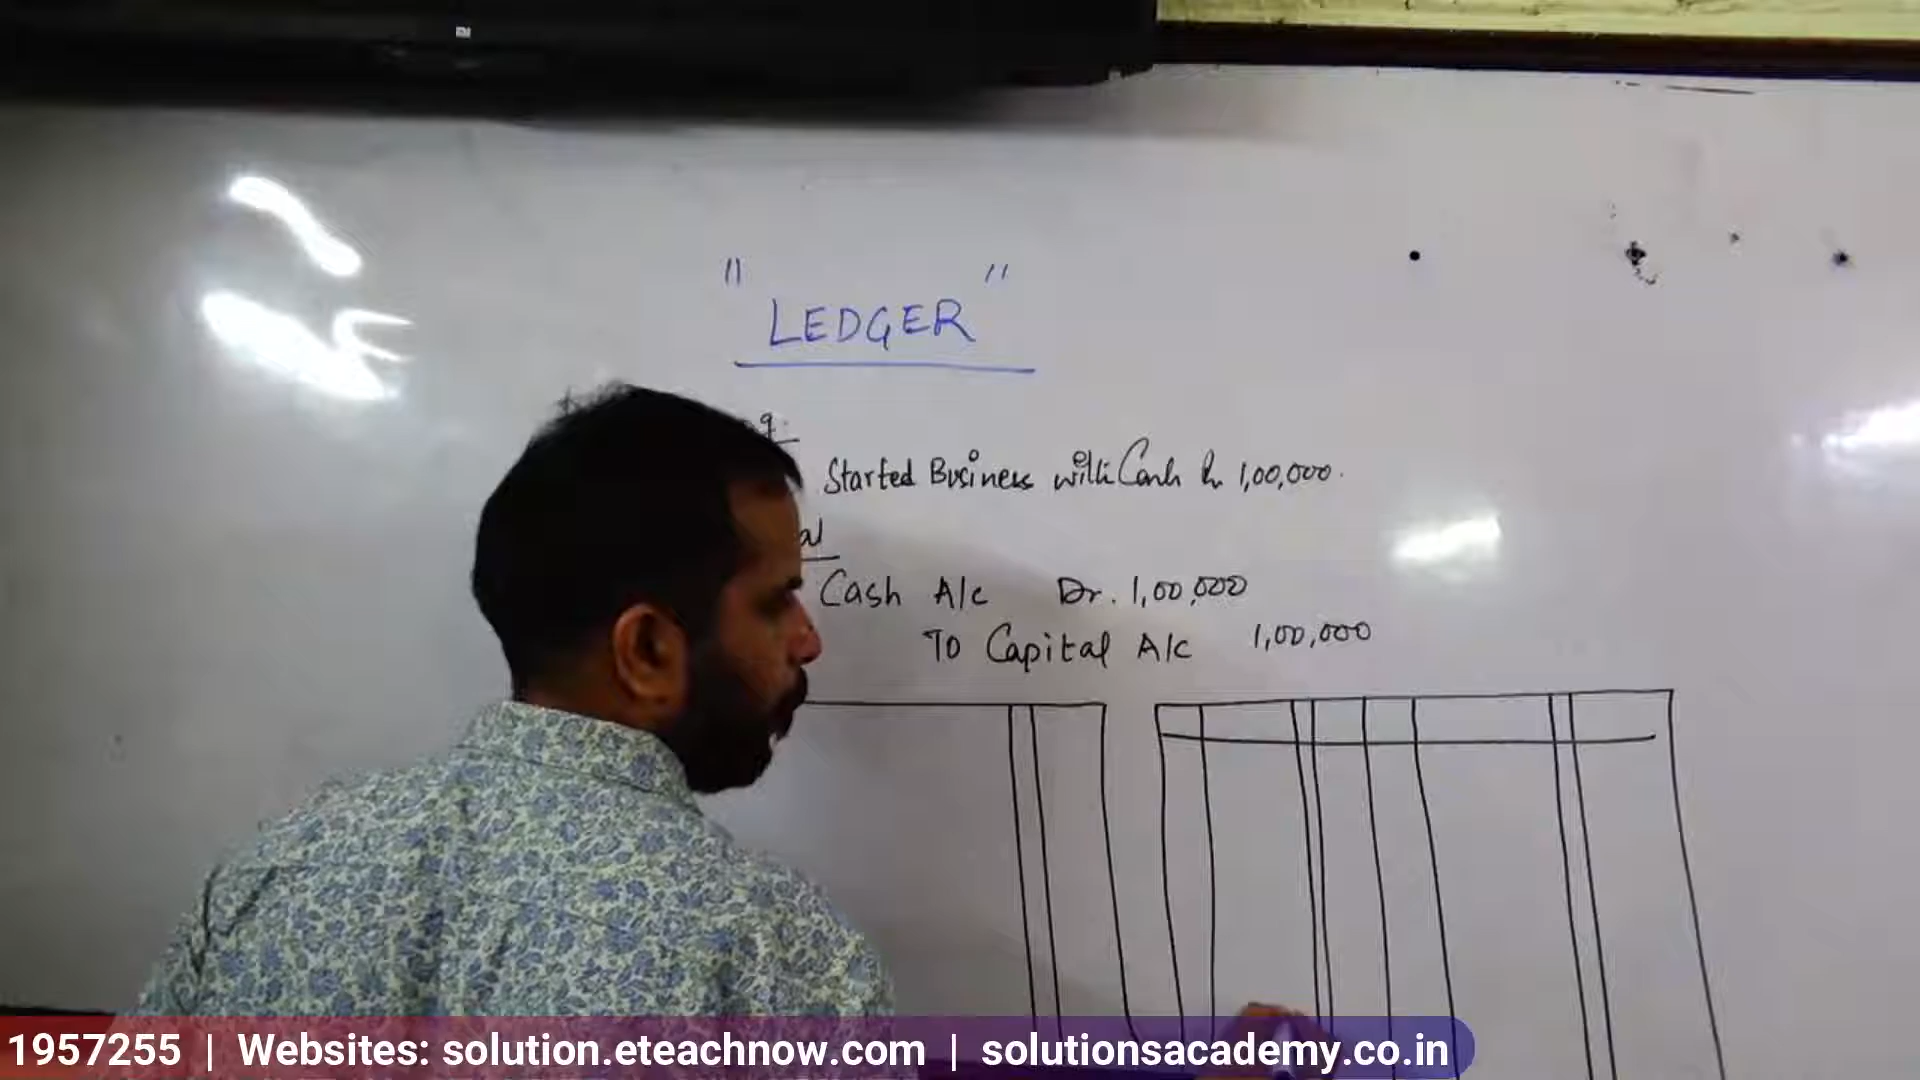 " LEDGER "
g.
Started Business with Cash Rs 1,00,000.
al
Cash A/c Dr. 1,00,000
To Capital A/c 1,00,000
1957255 | Websites: solution.eteachnow.com | solutionsacademy.co.in